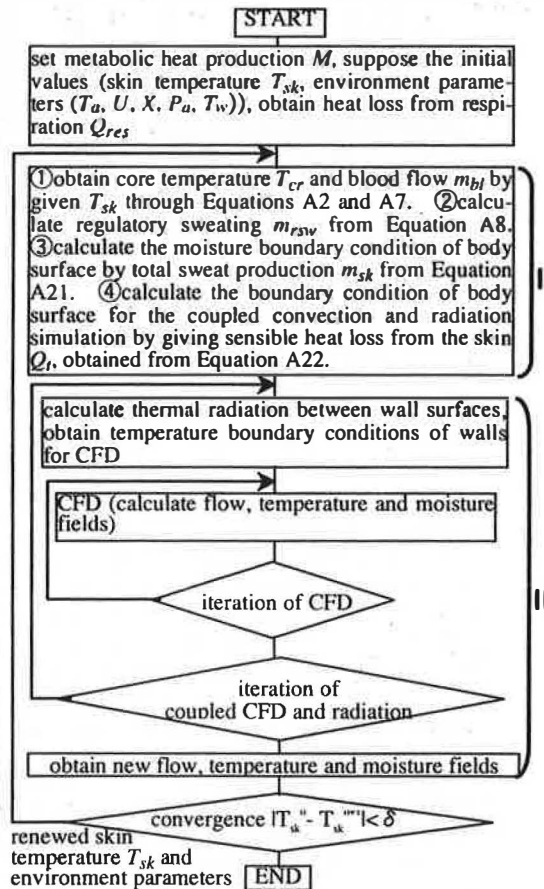 START
set metabolic heat production M, suppose the initial
values (skin temperature Tsk, environment parame-
ters (Ta, U, X, Pa, Tw)), obtain heat loss from respi-
ration Qres
①obtain core temperature Tcr and blood flow mbl by
given Tsk through Equations A2 and A7. ②calcu-
late regulatory sweating mrsw from Equation A8.
③calculate the moisture boundary condition of body
surface by total sweat production msk from Equation
A21. ④calculate the boundary condition of body
surface for the coupled convection and radiation
simulation by giving sensible heat loss from the skin
Qt, obtained from Equation A22.
I
calculate thermal radiation between wall surfaces,
obtain temperature boundary conditions of walls
for CFD
CFD (calculate flow, temperature and moisture
fields)
iteration of CFD
II
iteration of
coupled CFD and radiation
obtain new flow, temperature and moisture fields
convergence |Tsk - Tsk|< δ
renewed skin
temperature Tsk and
environment parameters
END